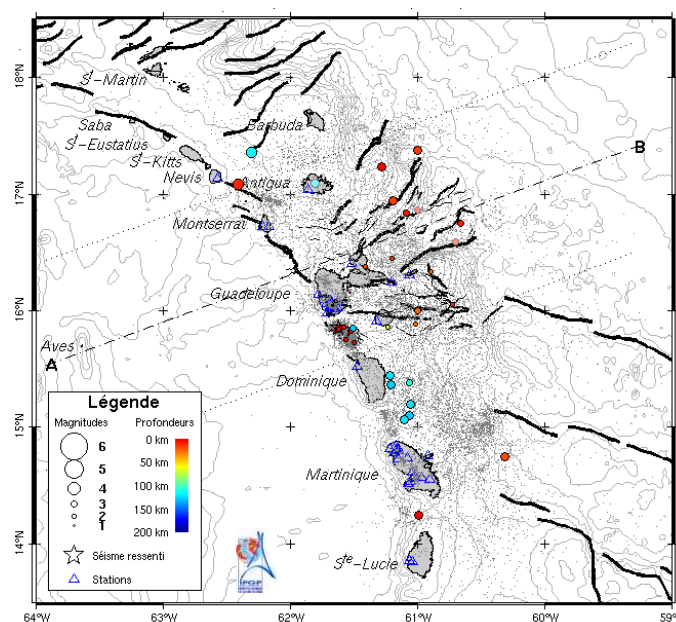 18°N
St-Martin
Saba
St-Eustatius
Barbuda
St-Kitts
B
Nevis
Antigua
17°N
Montserrat
Guadeloupe
16°N
Aves
A
Dominique
Légende
Magnitudes Profondeurs
6 0 km
5 50 km
4 100 km
3 150 km
2
1 200 km
Séisme ressenti
Stations
15°N
Martinique
14°N
Ste-Lucie
IPGP
64°W 63°W 62°W 61°W 60°W 59°W